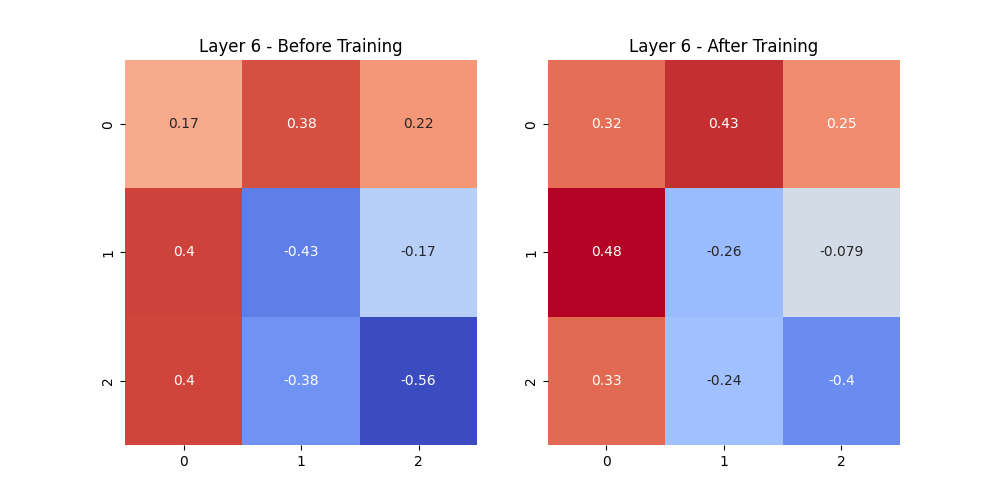 Layer 6 - Before Training
0.17 0.38 0.22
0.4 -0.43 -0.17
0.4 -0.38 -0.56
0
1
2
0 1 2
Layer 6 - After Training
0.32 0.43 0.25
0.48 -0.26 -0.079
0.33 -0.24 -0.4
0
1
2
0 1 2